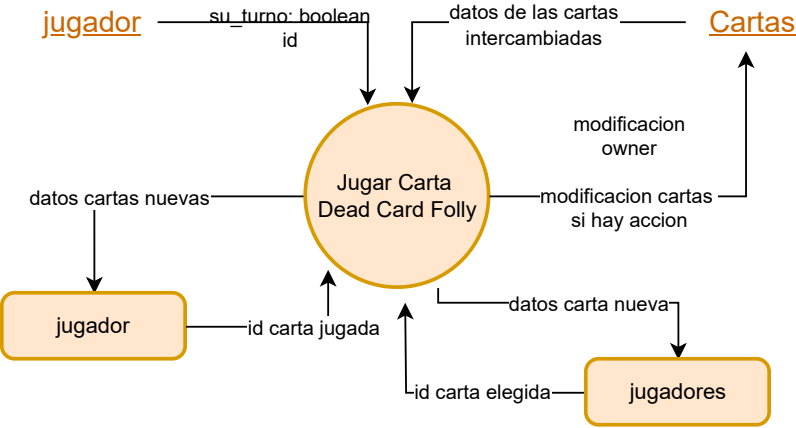 jugador
su_turno: boolean
id
datos de las cartas
intercambiadas
Cartas
modificacion
owner
Jugar Carta
Dead Card Folly
datos cartas nuevas
modificacion cartas
si hay accion
jugador
id carta jugada
datos carta nueva
id carta elegida
jugadores